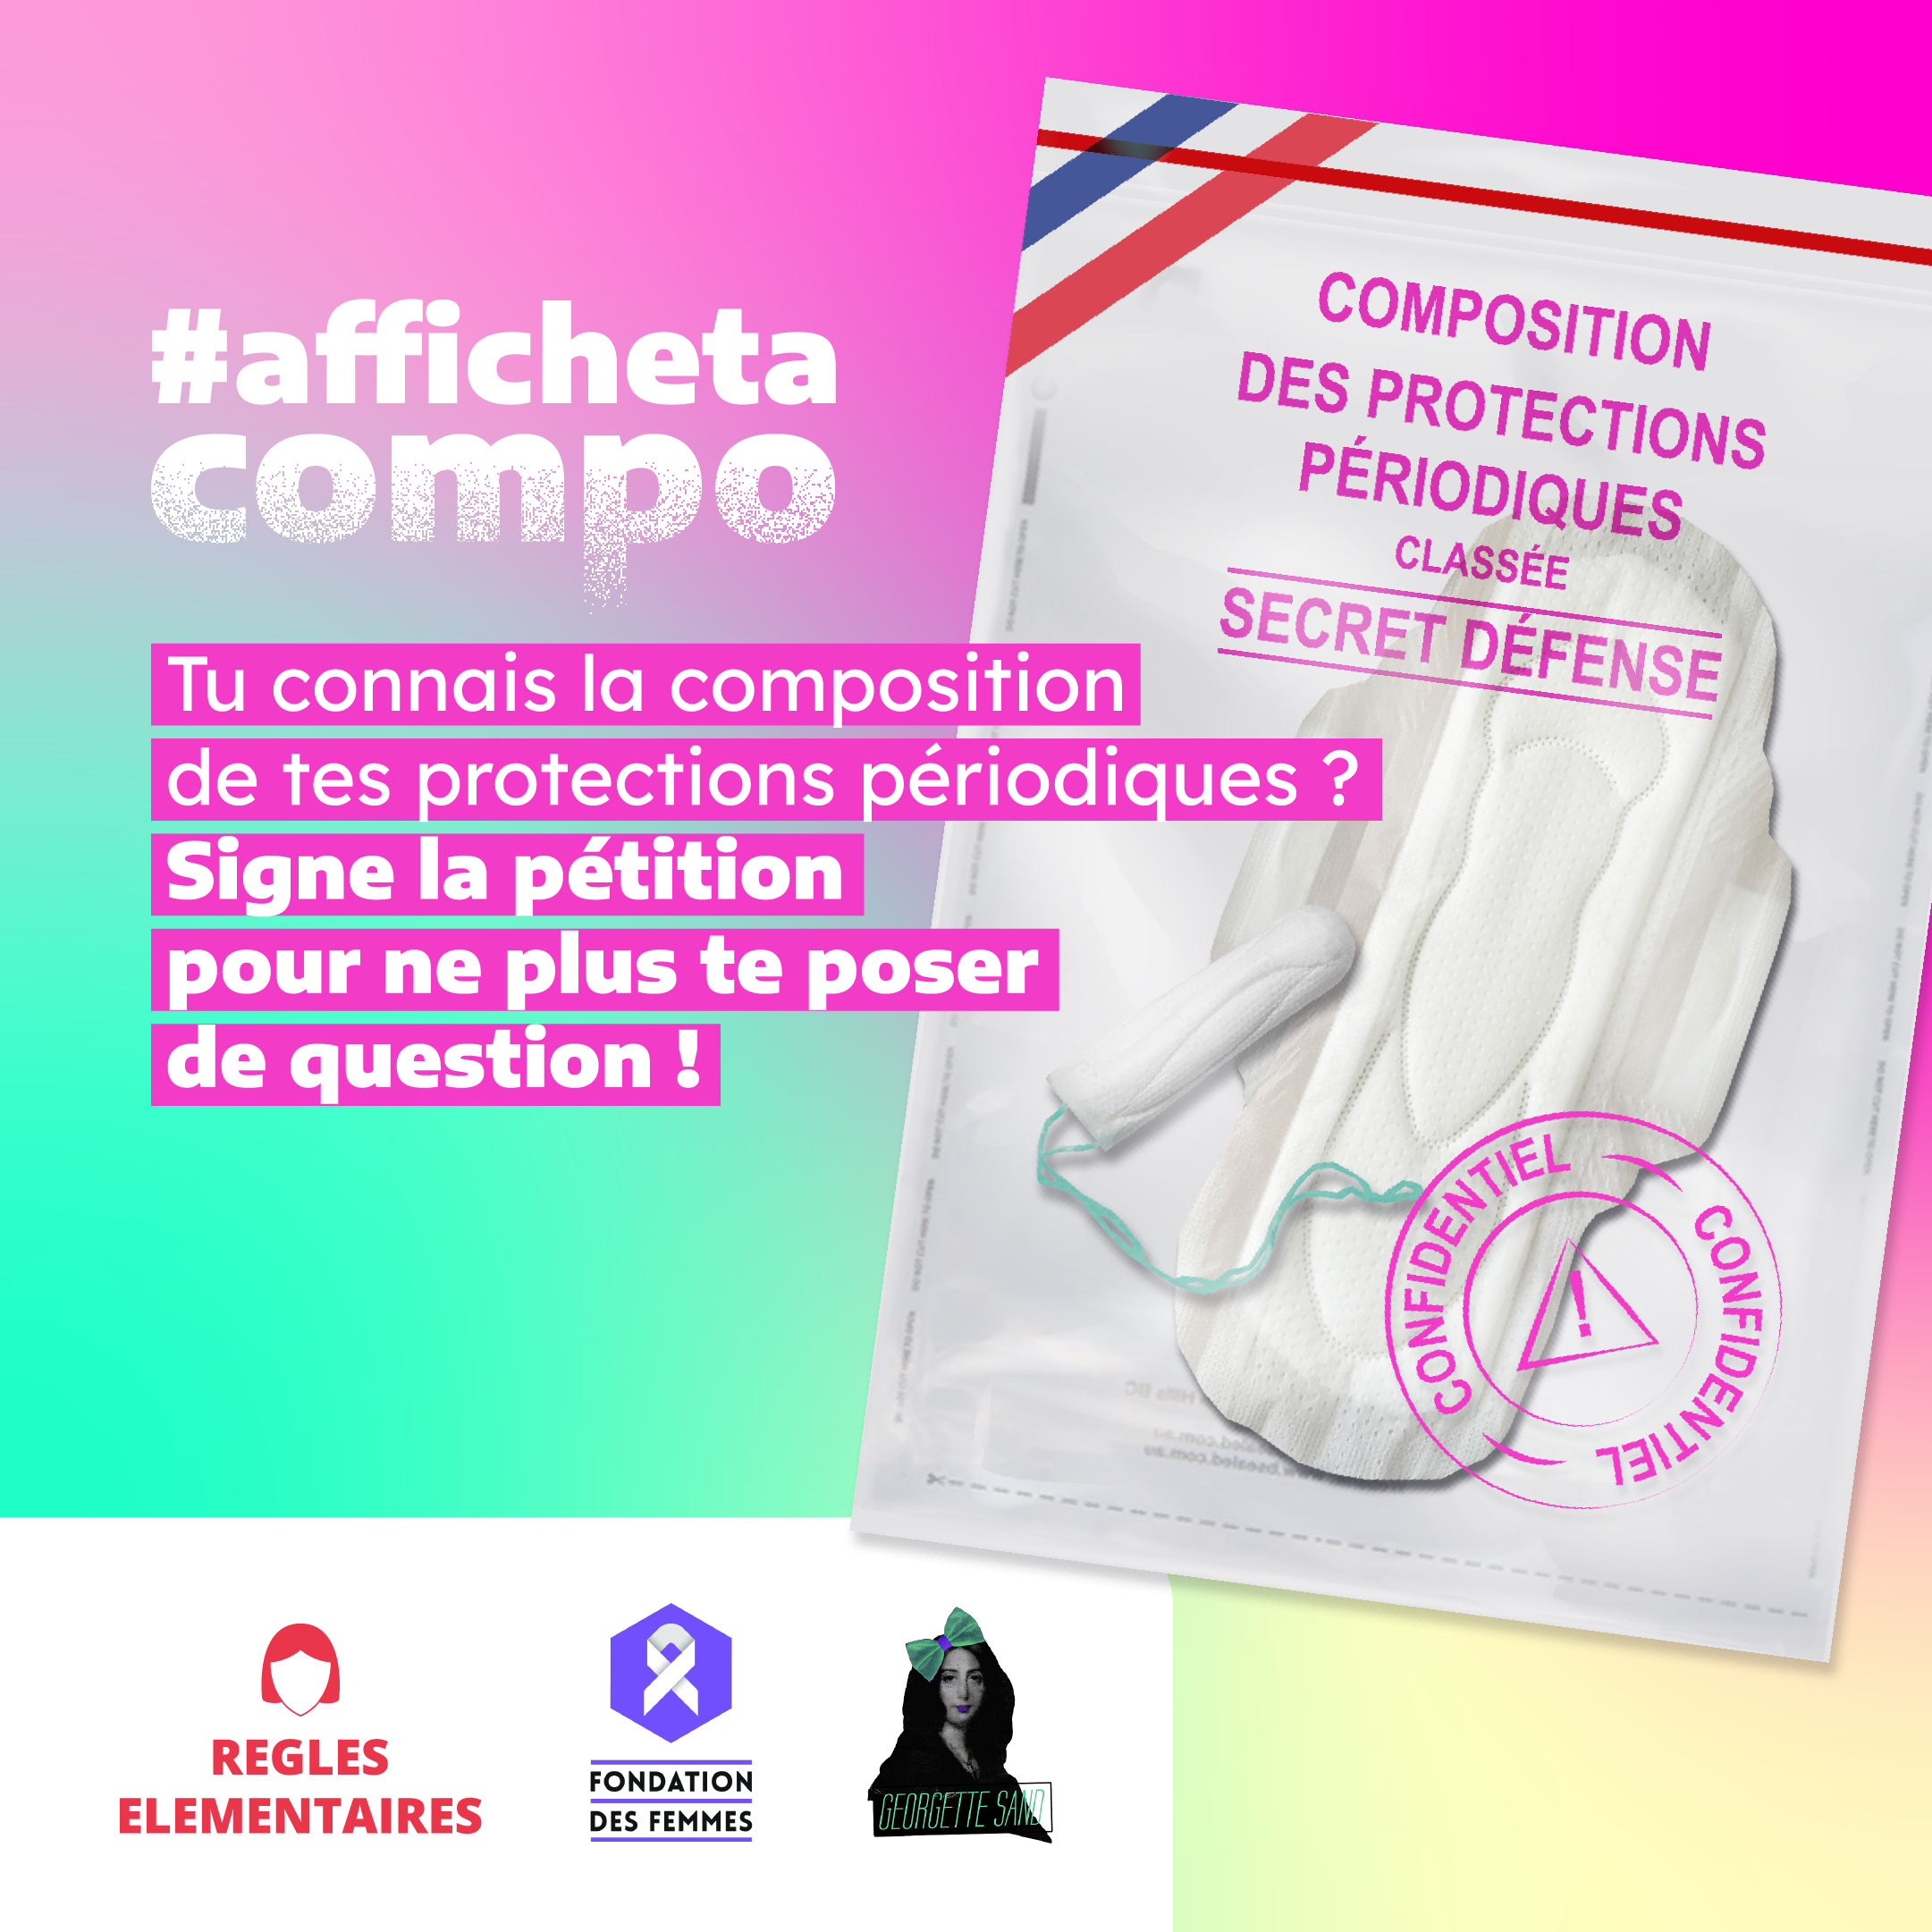 #afficheta
compo
Tu connais la composition
de tes protections périodiques ?
Signe la pétition
pour ne plus te poser
de question !
COMPOSITION
DES PROTECTIONS
PÉRIODIQUES
CLASSÉE
SECRET DÉFENSE
CONFIDENTIEL
CONFIDENTIEL
REGLES
ELEMENTAIRES
FONDATION
DES FEMMES
GEORGETTE SAND